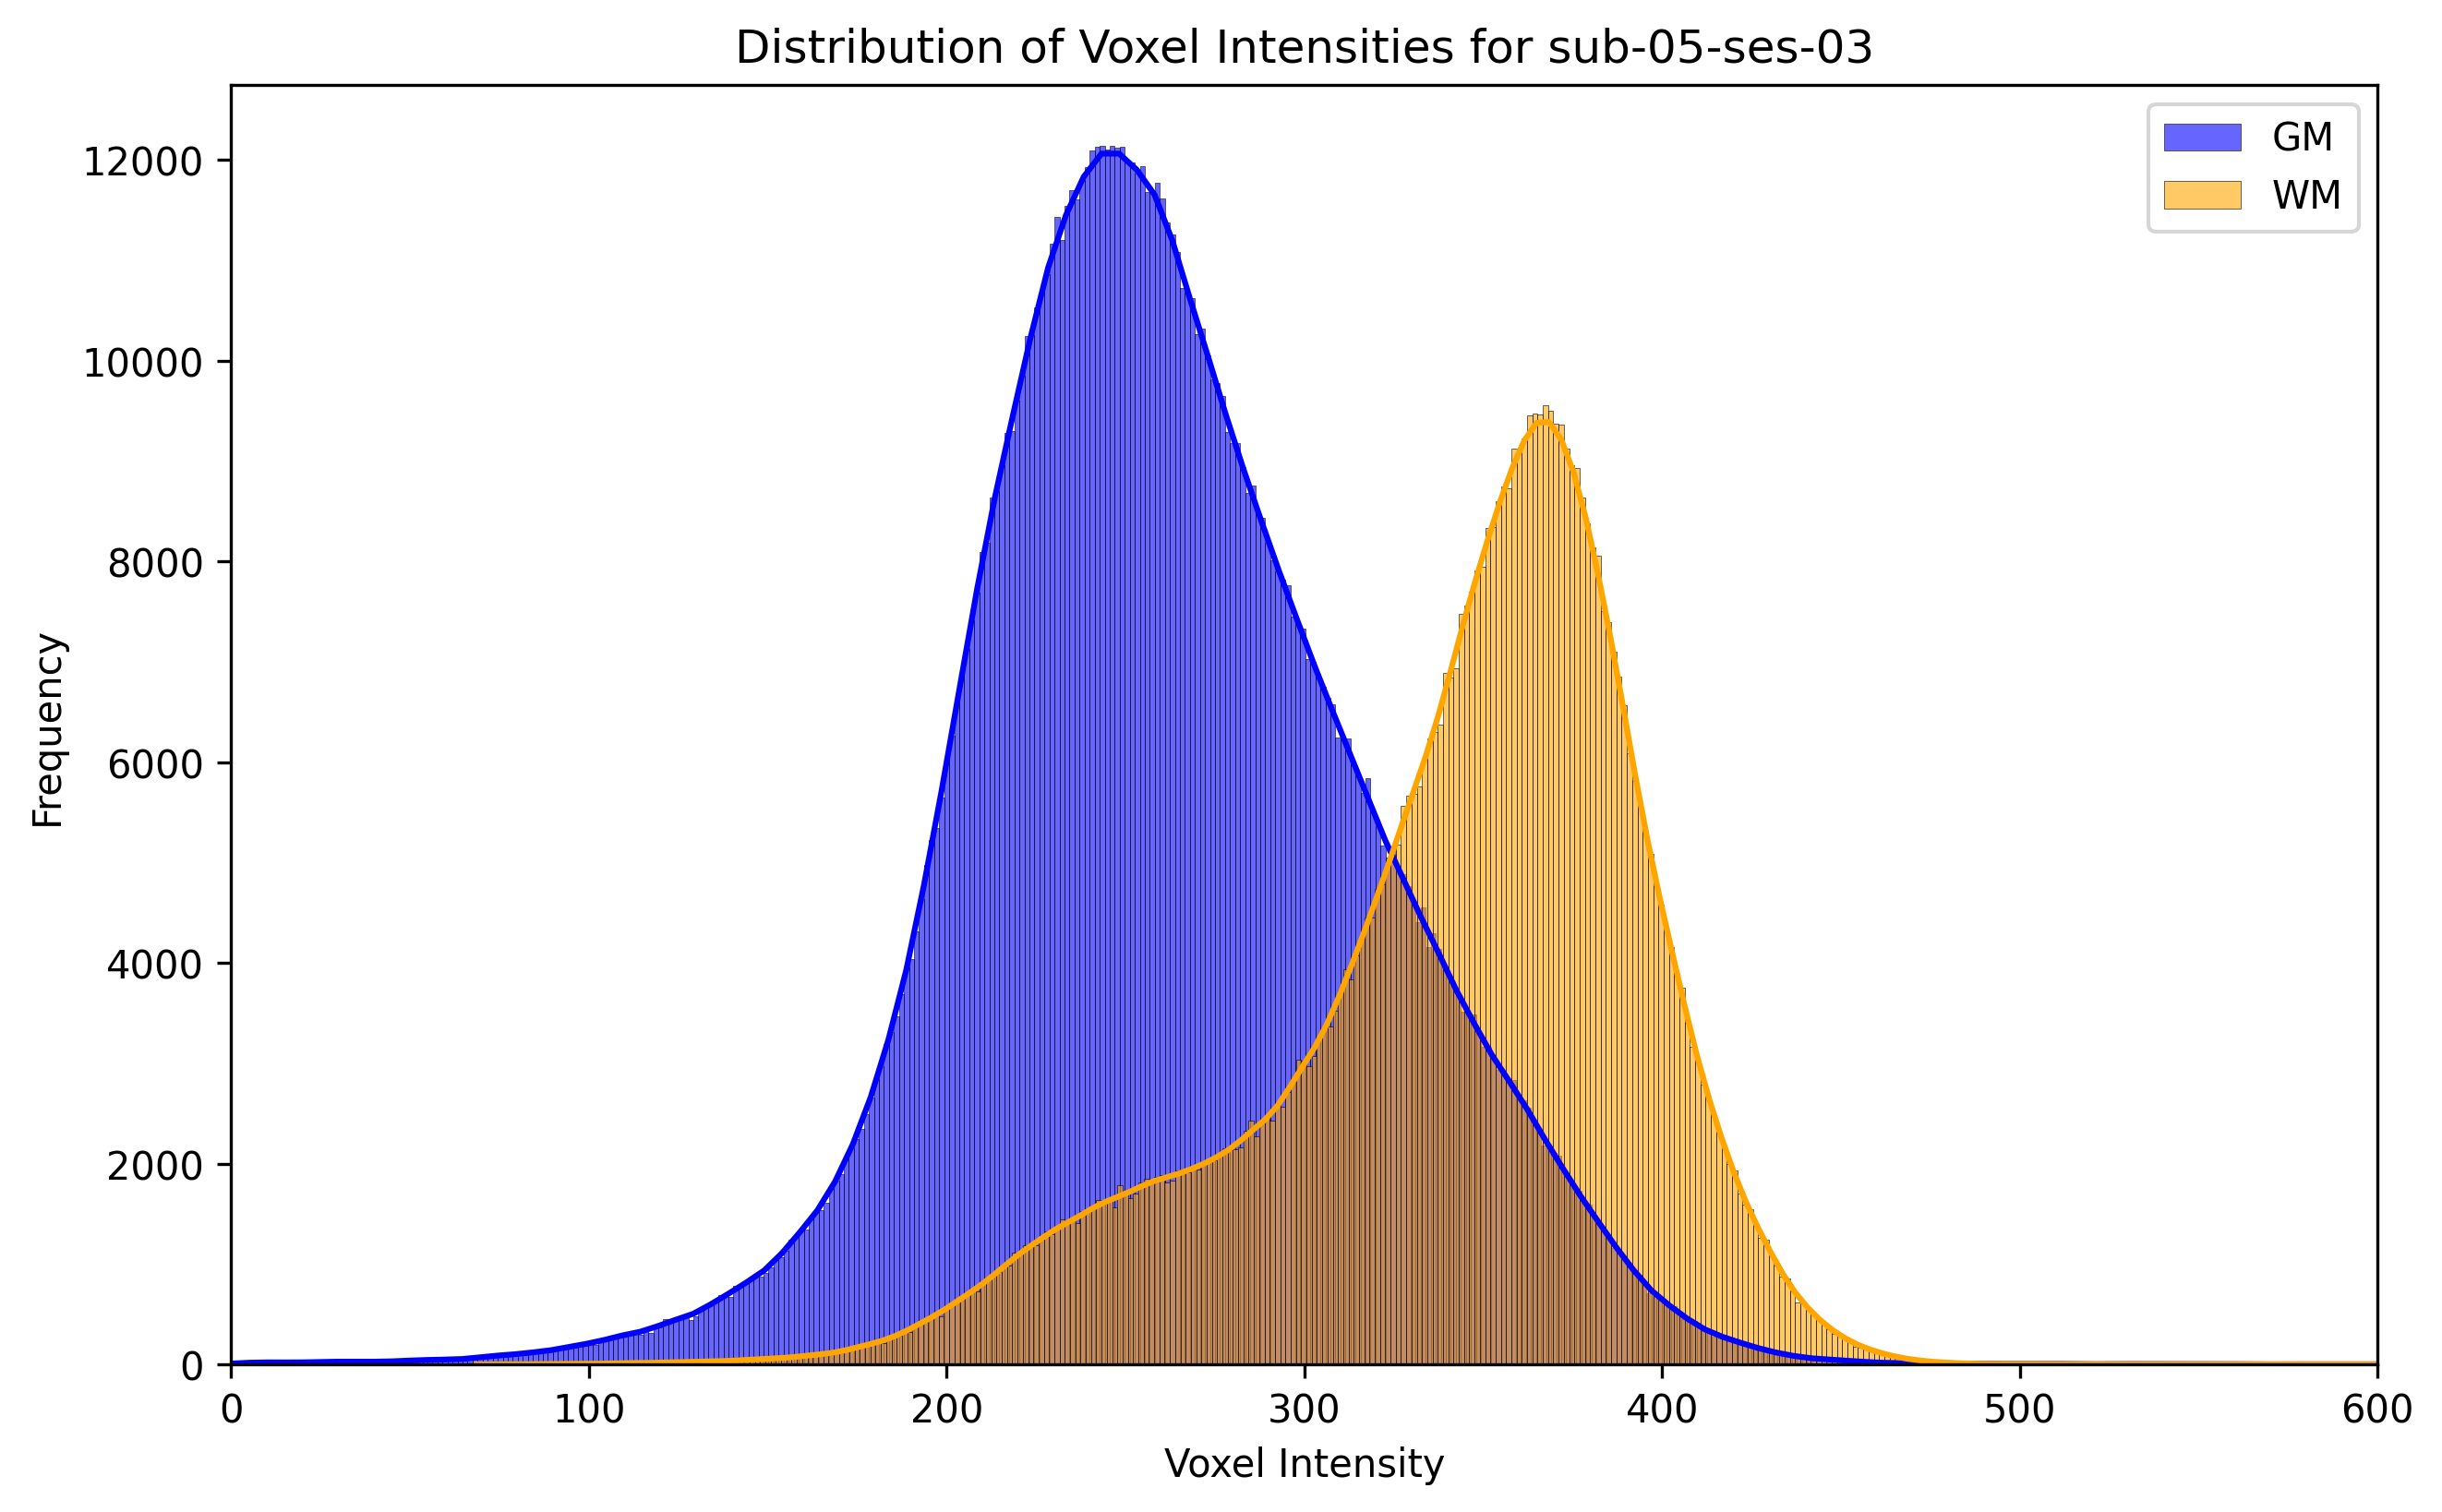 Distribution of Voxel Intensities for sub-05-ses-03
GM
WM
12000
10000
8000
6000
4000
2000
0
Frequency
0 100 200 300 400 500 600
Voxel Intensity